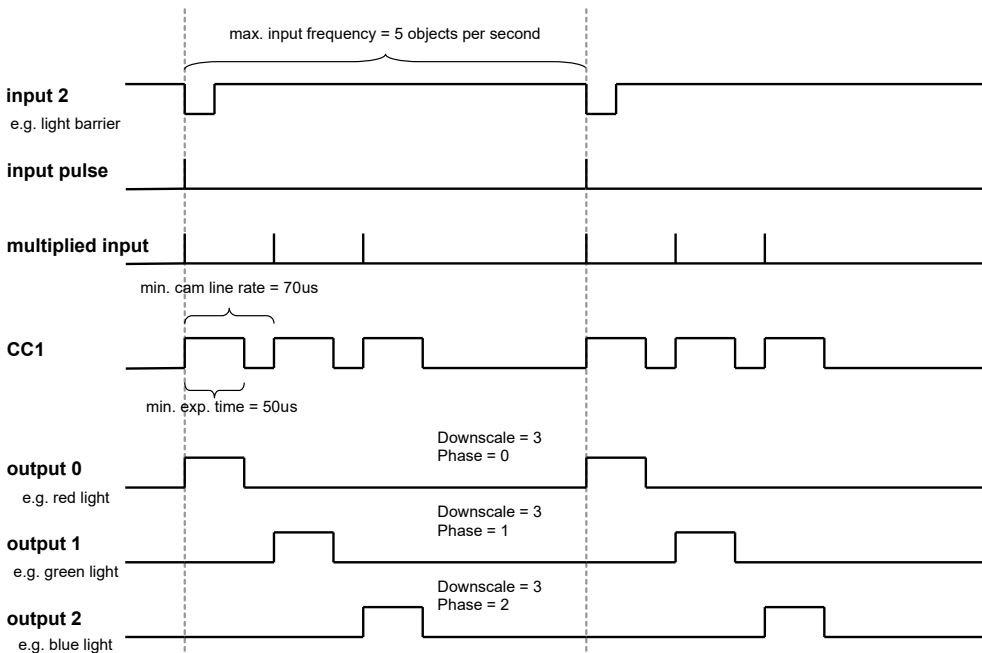 max. input frequency = 5 objects per second
input 2
e.g. light barrier
input pulse
multiplied input
min. cam line rate = 70us
CC1
min. exp. time = 50us
Downscale = 3
Phase = 0
output 0
e.g. red light
Downscale = 3
Phase = 1
output 1
e.g. green light
Downscale = 3
Phase = 2
output 2
e.g. blue light